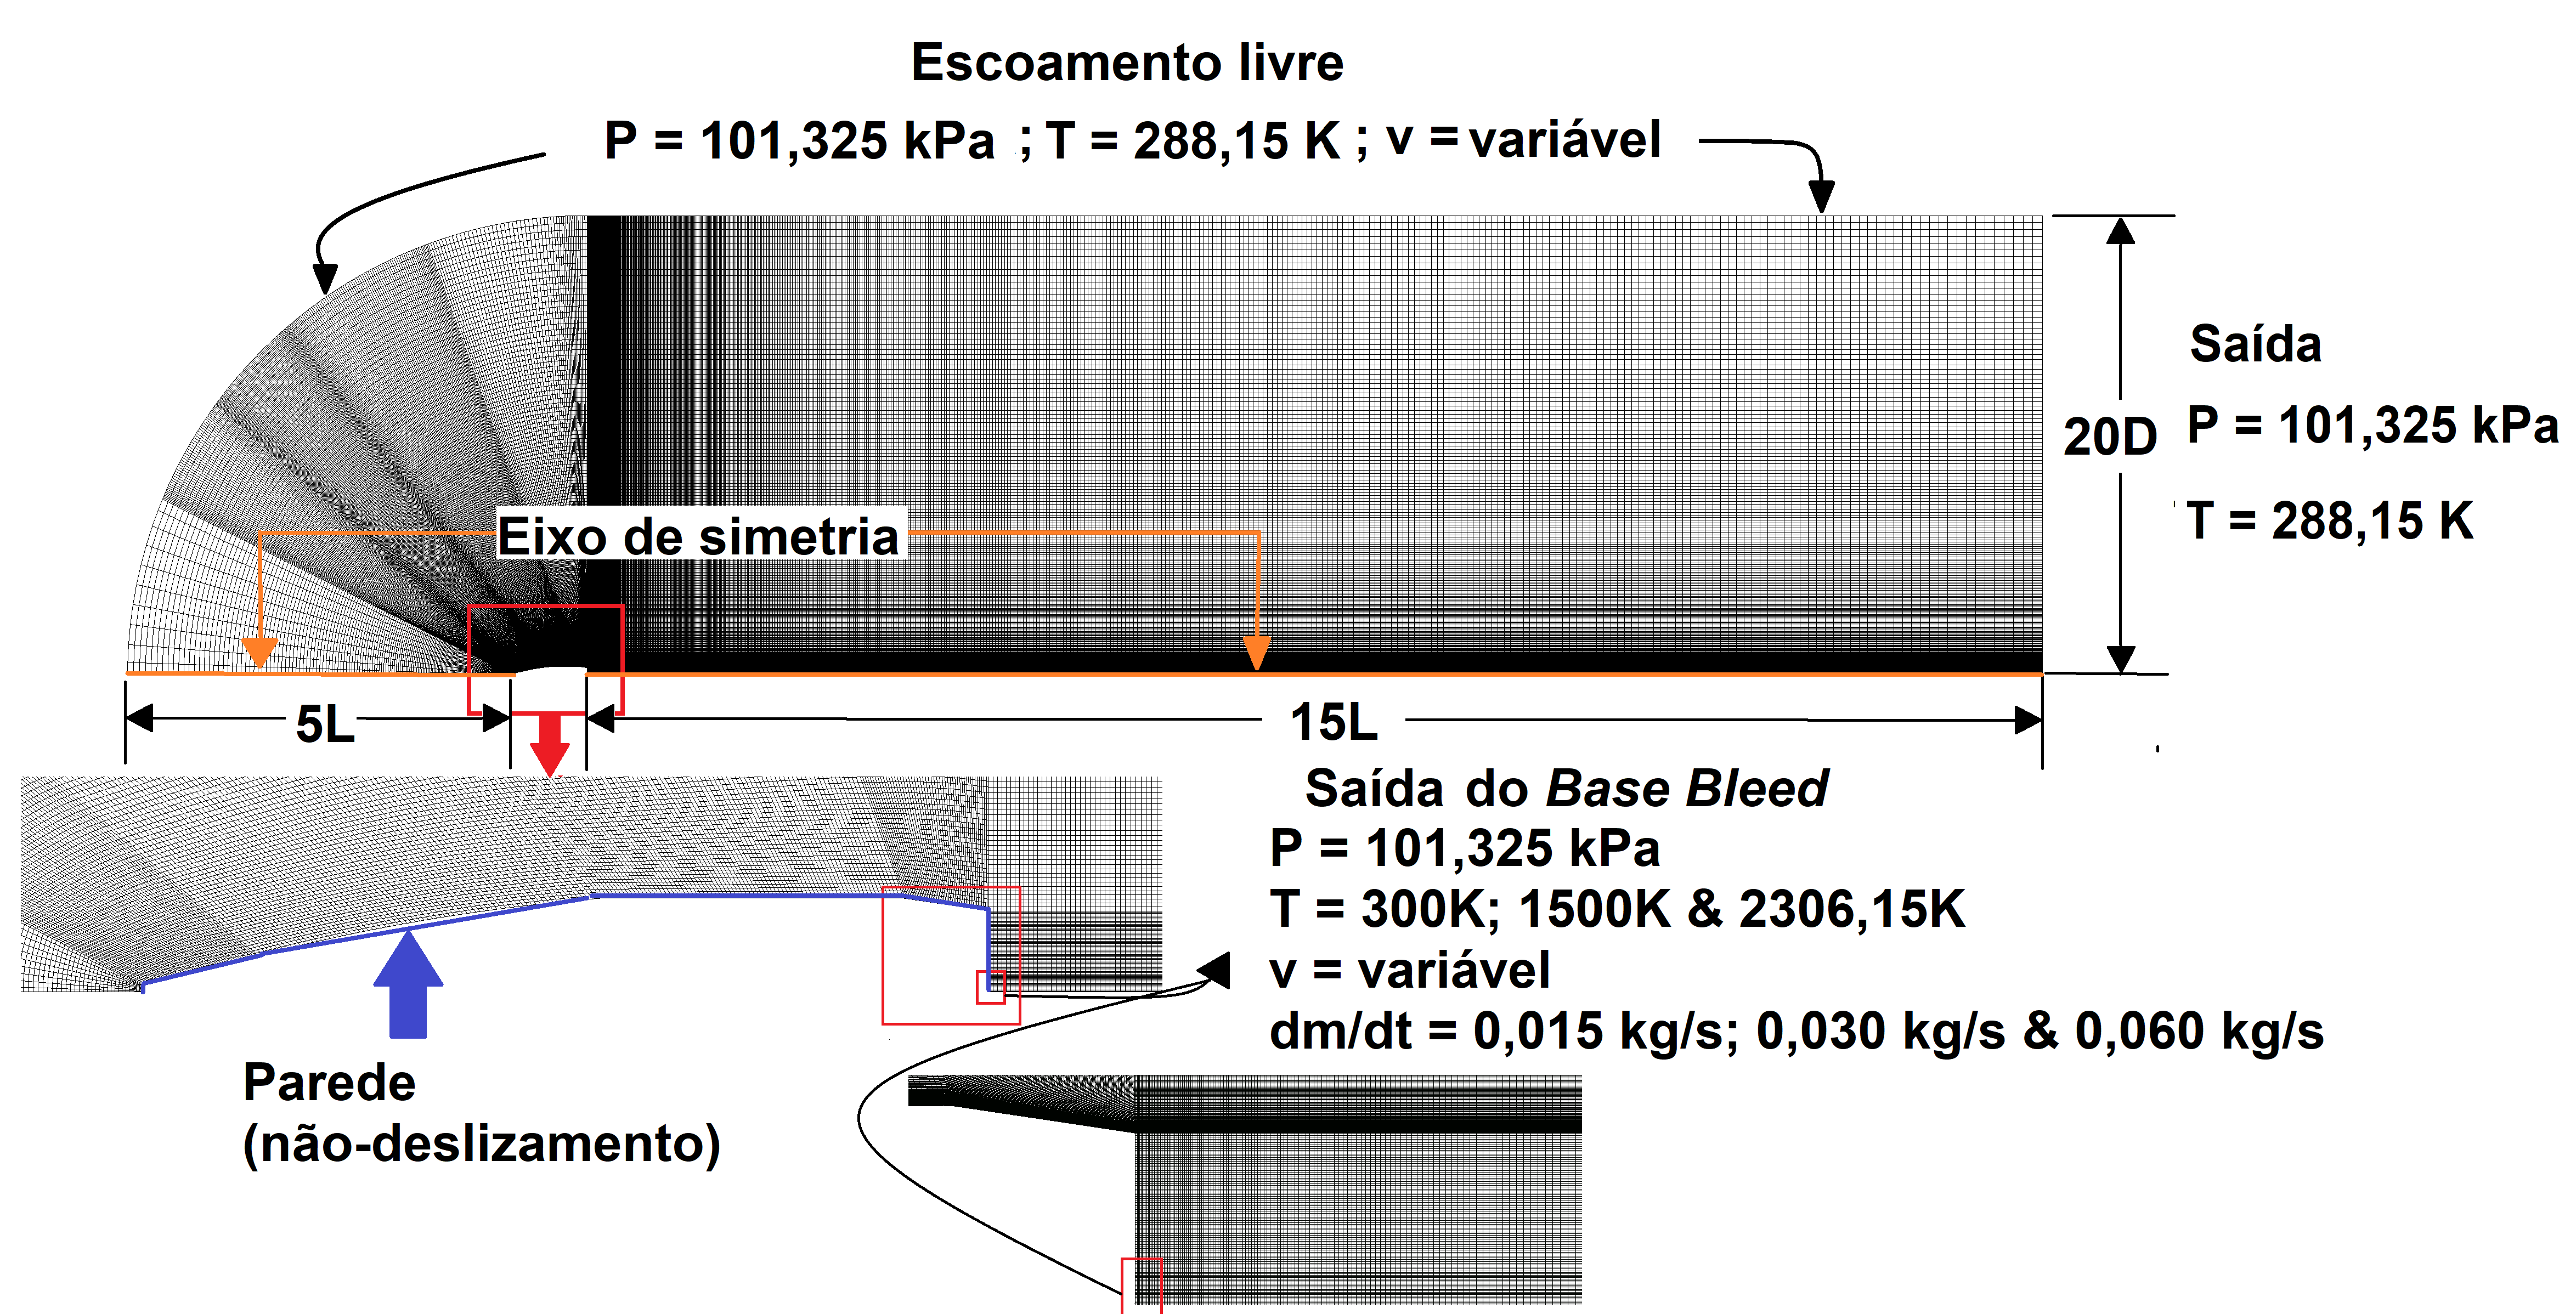 Escoamento livre
P = 101,325 kPa ; T = 288,15 K ; v = variável
Saída
20D
P = 101,325 kPa
T = 288,15 K
Eixo de simetria
5L
15L
Saída do Base Bleed
P = 101,325 kPa
T = 300K; 1500K & 2306,15K
v = variável
dm/dt = 0,015 kg/s; 0,030 kg/s & 0,060 kg/s
Parede
(não-deslizamento)